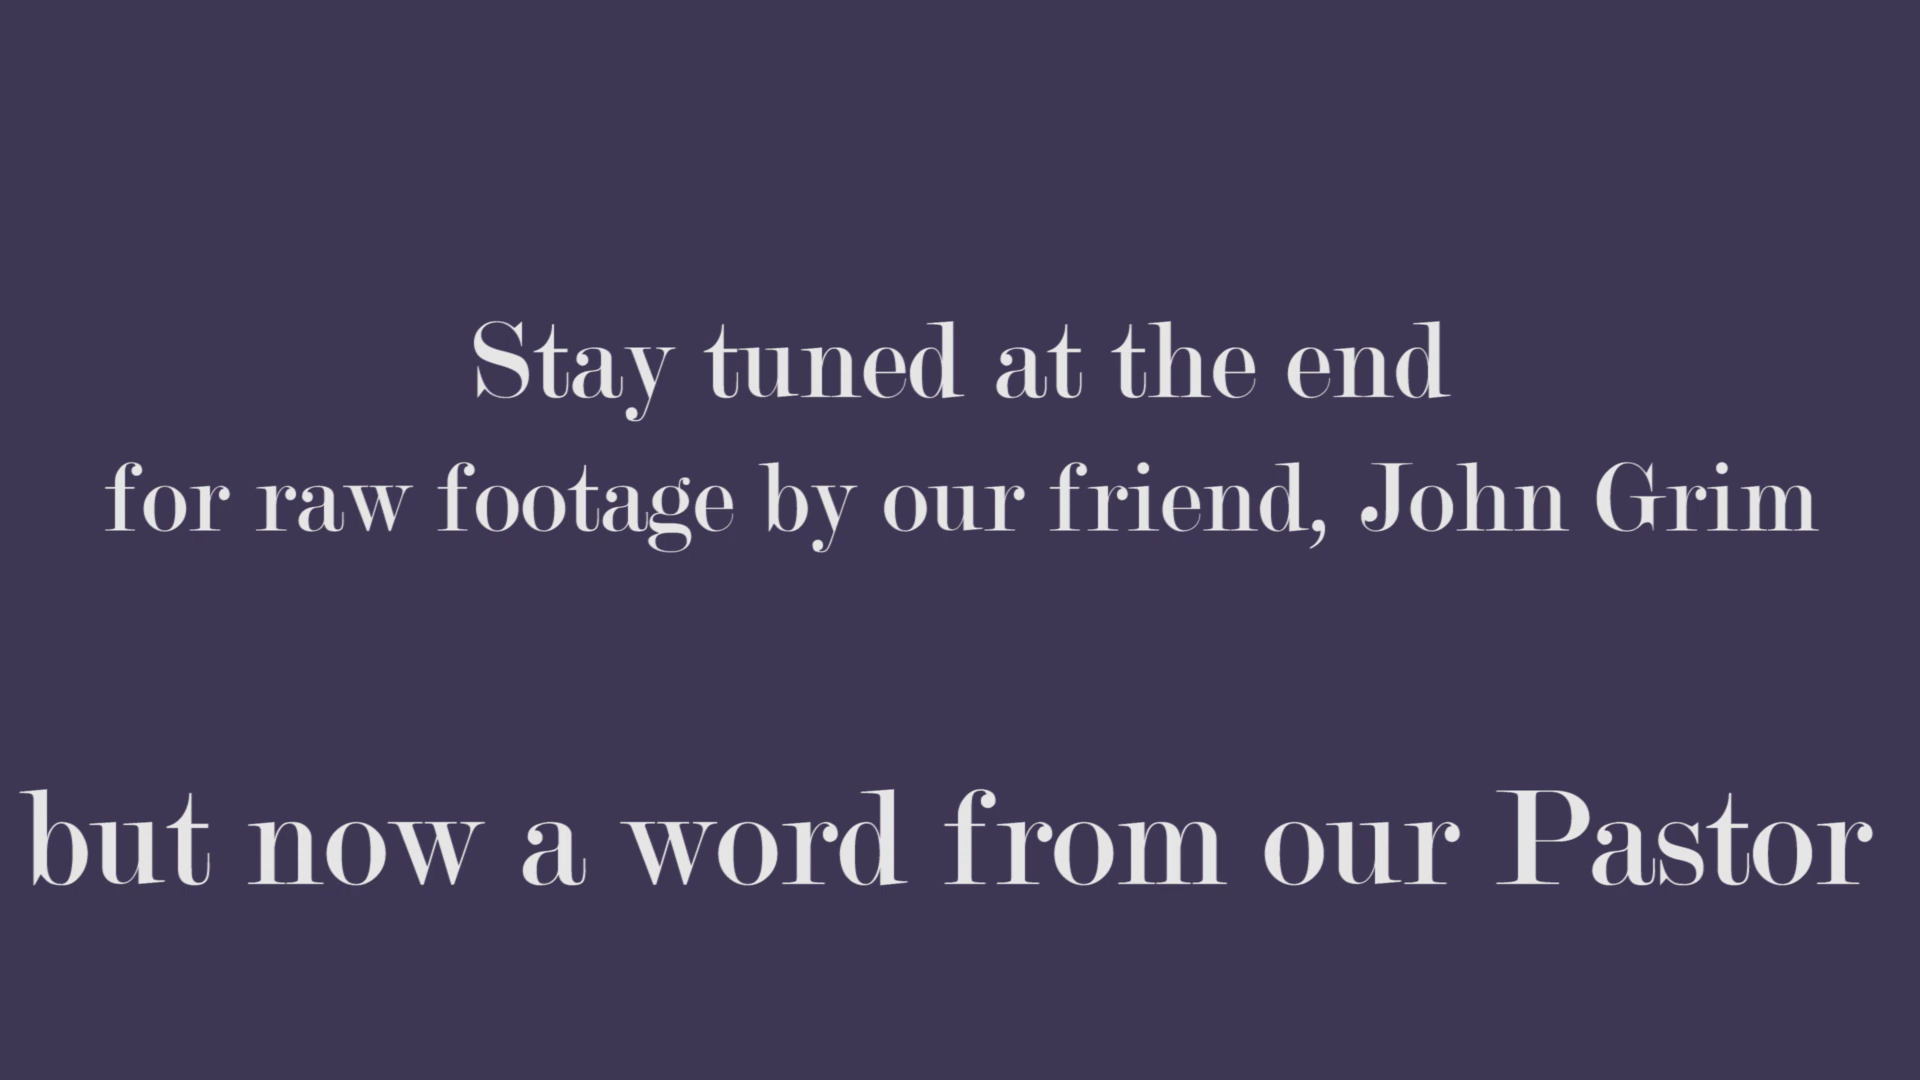 Stay tuned at the end
for raw footage by our friend, John Grim
but now a word from our Pastor